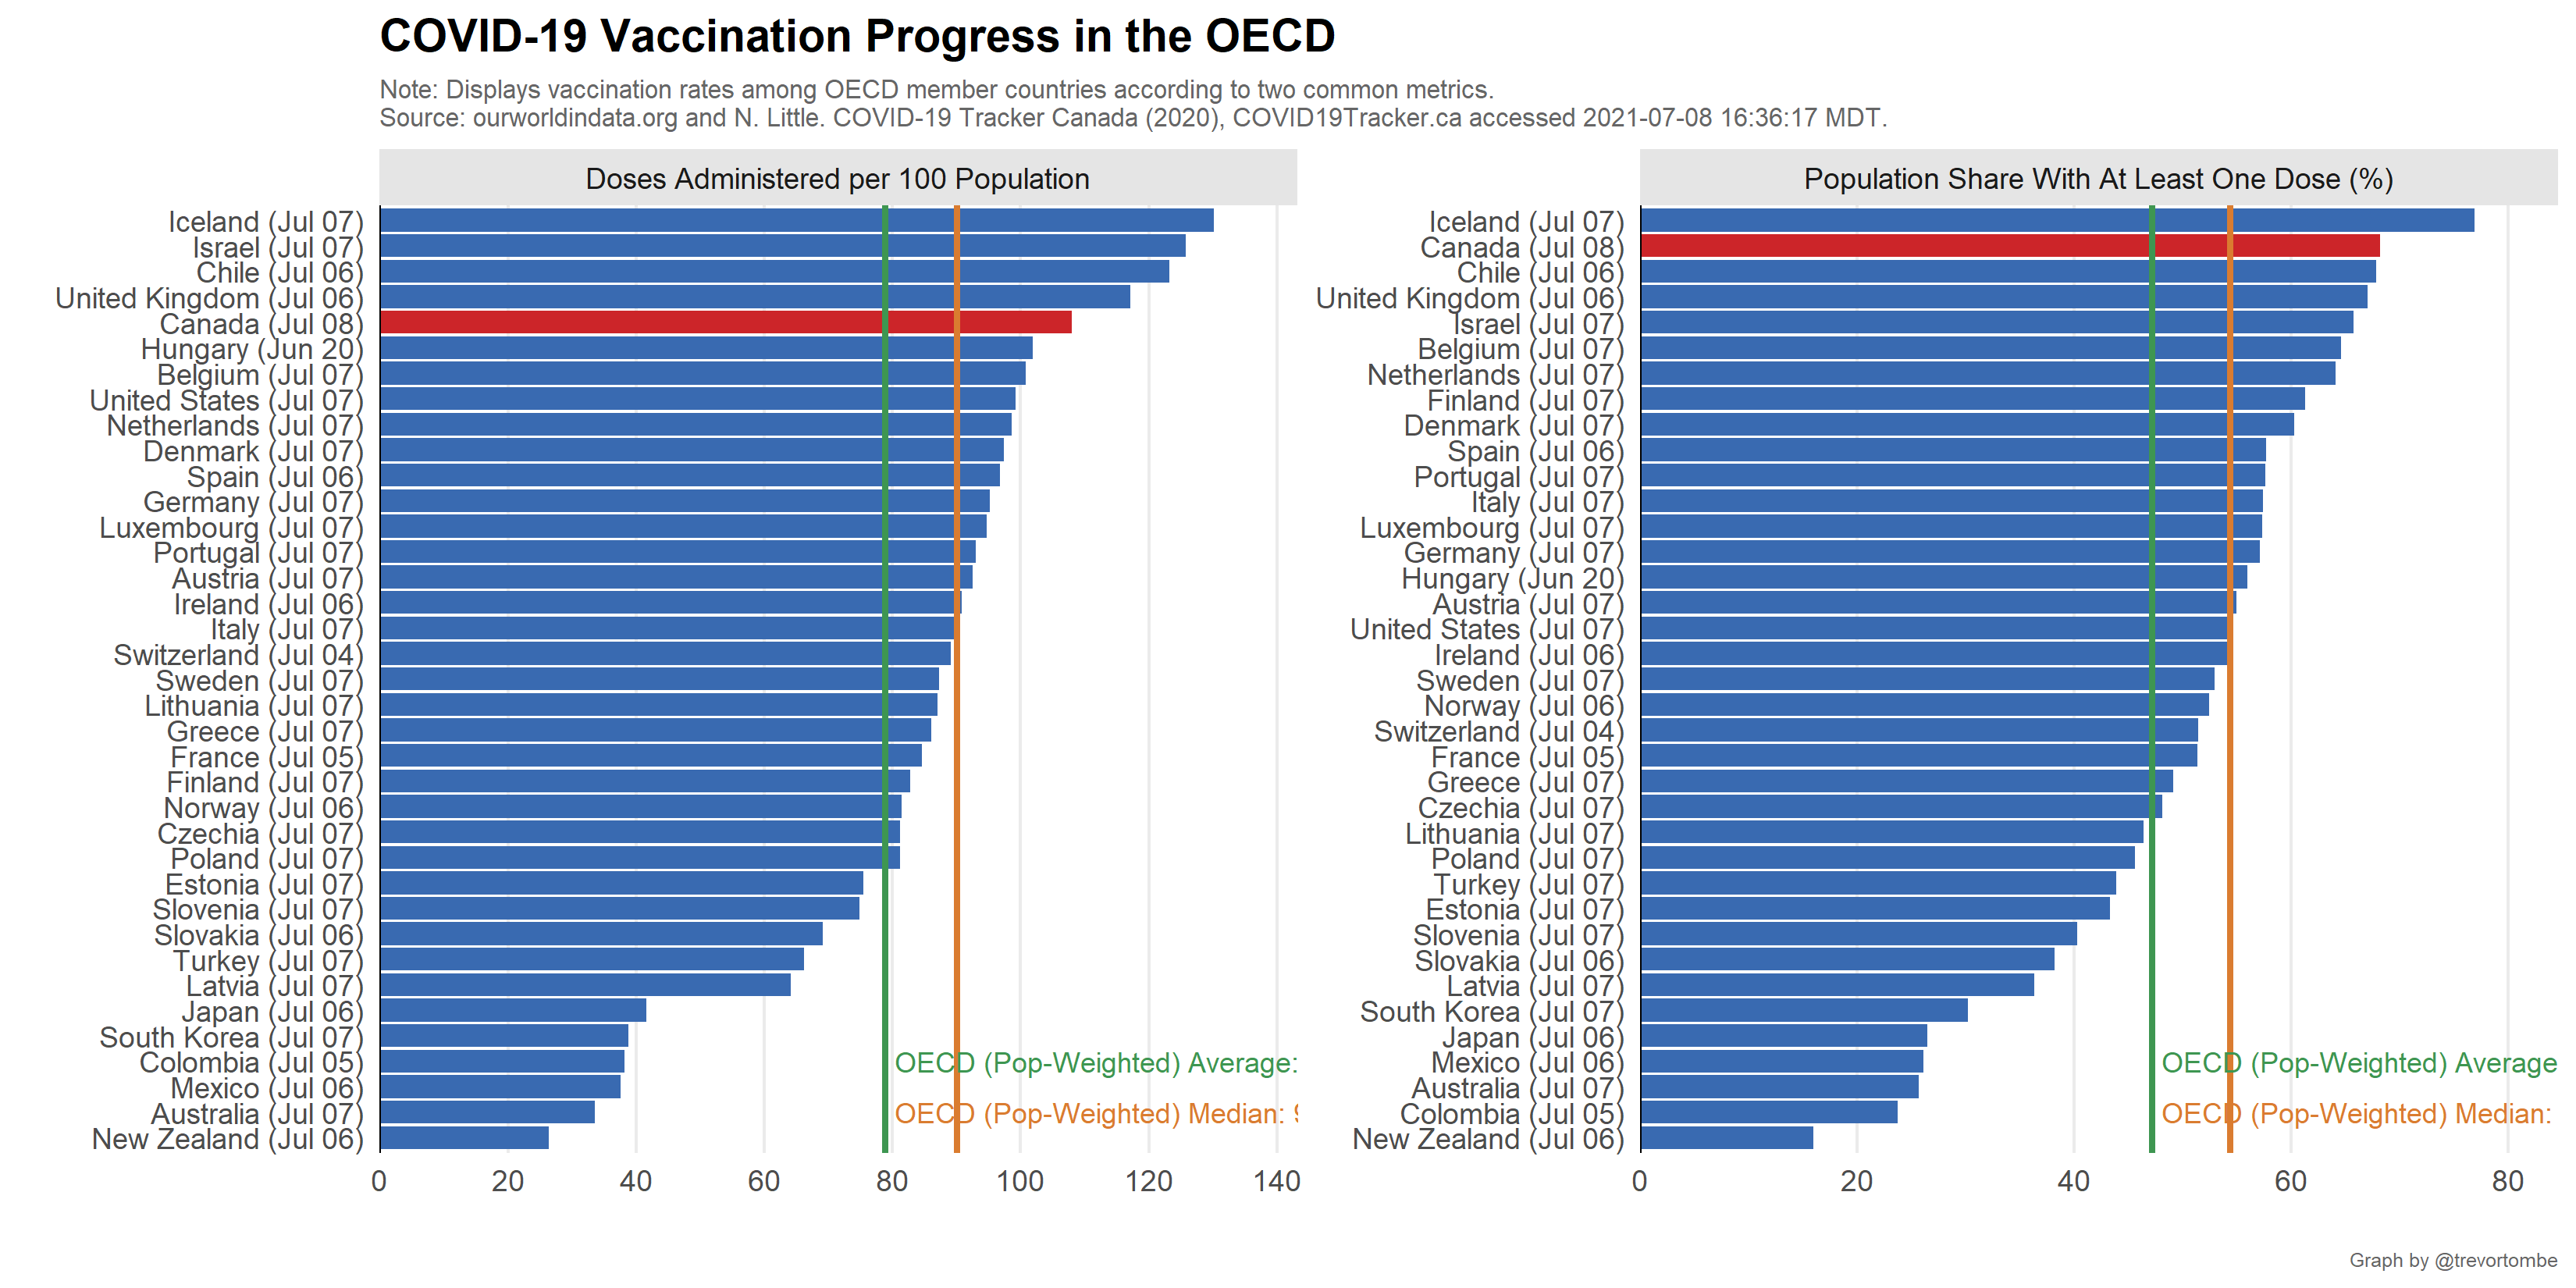 COVID-19 Vaccination Progress in the OECD
Note: Displays vaccination rates among OECD member countries according to two common metrics.
Source: ourworldindata.org and N. Little. COVID-19 Tracker Canada (2020), COVID19Tracker.ca accessed 2021-07-08 16:36:17 MDT.
Doses Administered per 100 Population
Iceland (Jul 07)
Israel (Jul 07)
Chile (Jul 06)
United Kingdom (Jul 06)
Canada (Jul 08)
Hungary (Jun 20)
Belgium (Jul 07)
United States (Jul 07)
Netherlands (Jul 07)
Denmark (Jul 07)
Spain (Jul 06)
Germany (Jul 07)
Luxembourg (Jul 07)
Portugal (Jul 07)
Austria (Jul 07)
Ireland (Jul 06)
Italy (Jul 07)
Switzerland (Jul 04)
Sweden (Jul 07)
Lithuania (Jul 07)
Greece (Jul 07)
France (Jul 05)
Finland (Jul 07)
Norway (Jul 06)
Czechia (Jul 07)
Poland (Jul 07)
Estonia (Jul 07)
Slovenia (Jul 07)
Slovakia (Jul 06)
Turkey (Jul 07)
Latvia (Jul 07)
Japan (Jul 06)
South Korea (Jul 07)
Colombia (Jul 05)
Mexico (Jul 06)
Australia (Jul 07)
New Zealand (Jul 06)
OECD (Pop-Weighted) Average:
OECD (Pop-Weighted) Median:
0 20 40 60 80 100 120 140
Population Share With At Least One Dose (%)
Iceland (Jul 07)
Canada (Jul 08)
Chile (Jul 06)
United Kingdom (Jul 06)
Israel (Jul 07)
Belgium (Jul 07)
Netherlands (Jul 07)
Finland (Jul 07)
Denmark (Jul 07)
Spain (Jul 06)
Portugal (Jul 07)
Italy (Jul 07)
Luxembourg (Jul 07)
Germany (Jul 07)
Hungary (Jun 20)
Austria (Jul 07)
United States (Jul 07)
Ireland (Jul 06)
Sweden (Jul 07)
Norway (Jul 06)
Switzerland (Jul 04)
France (Jul 05)
Greece (Jul 07)
Czechia (Jul 07)
Lithuania (Jul 07)
Poland (Jul 07)
Turkey (Jul 07)
Estonia (Jul 07)
Slovenia (Jul 07)
Slovakia (Jul 06)
Latvia (Jul 07)
South Korea (Jul 07)
Japan (Jul 06)
Mexico (Jul 06)
Australia (Jul 07)
Colombia (Jul 05)
New Zealand (Jul 06)
OECD (Pop-Weighted) Average
OECD (Pop-Weighted) Median:
0 20 40 60 80
Graph by @trevortombe